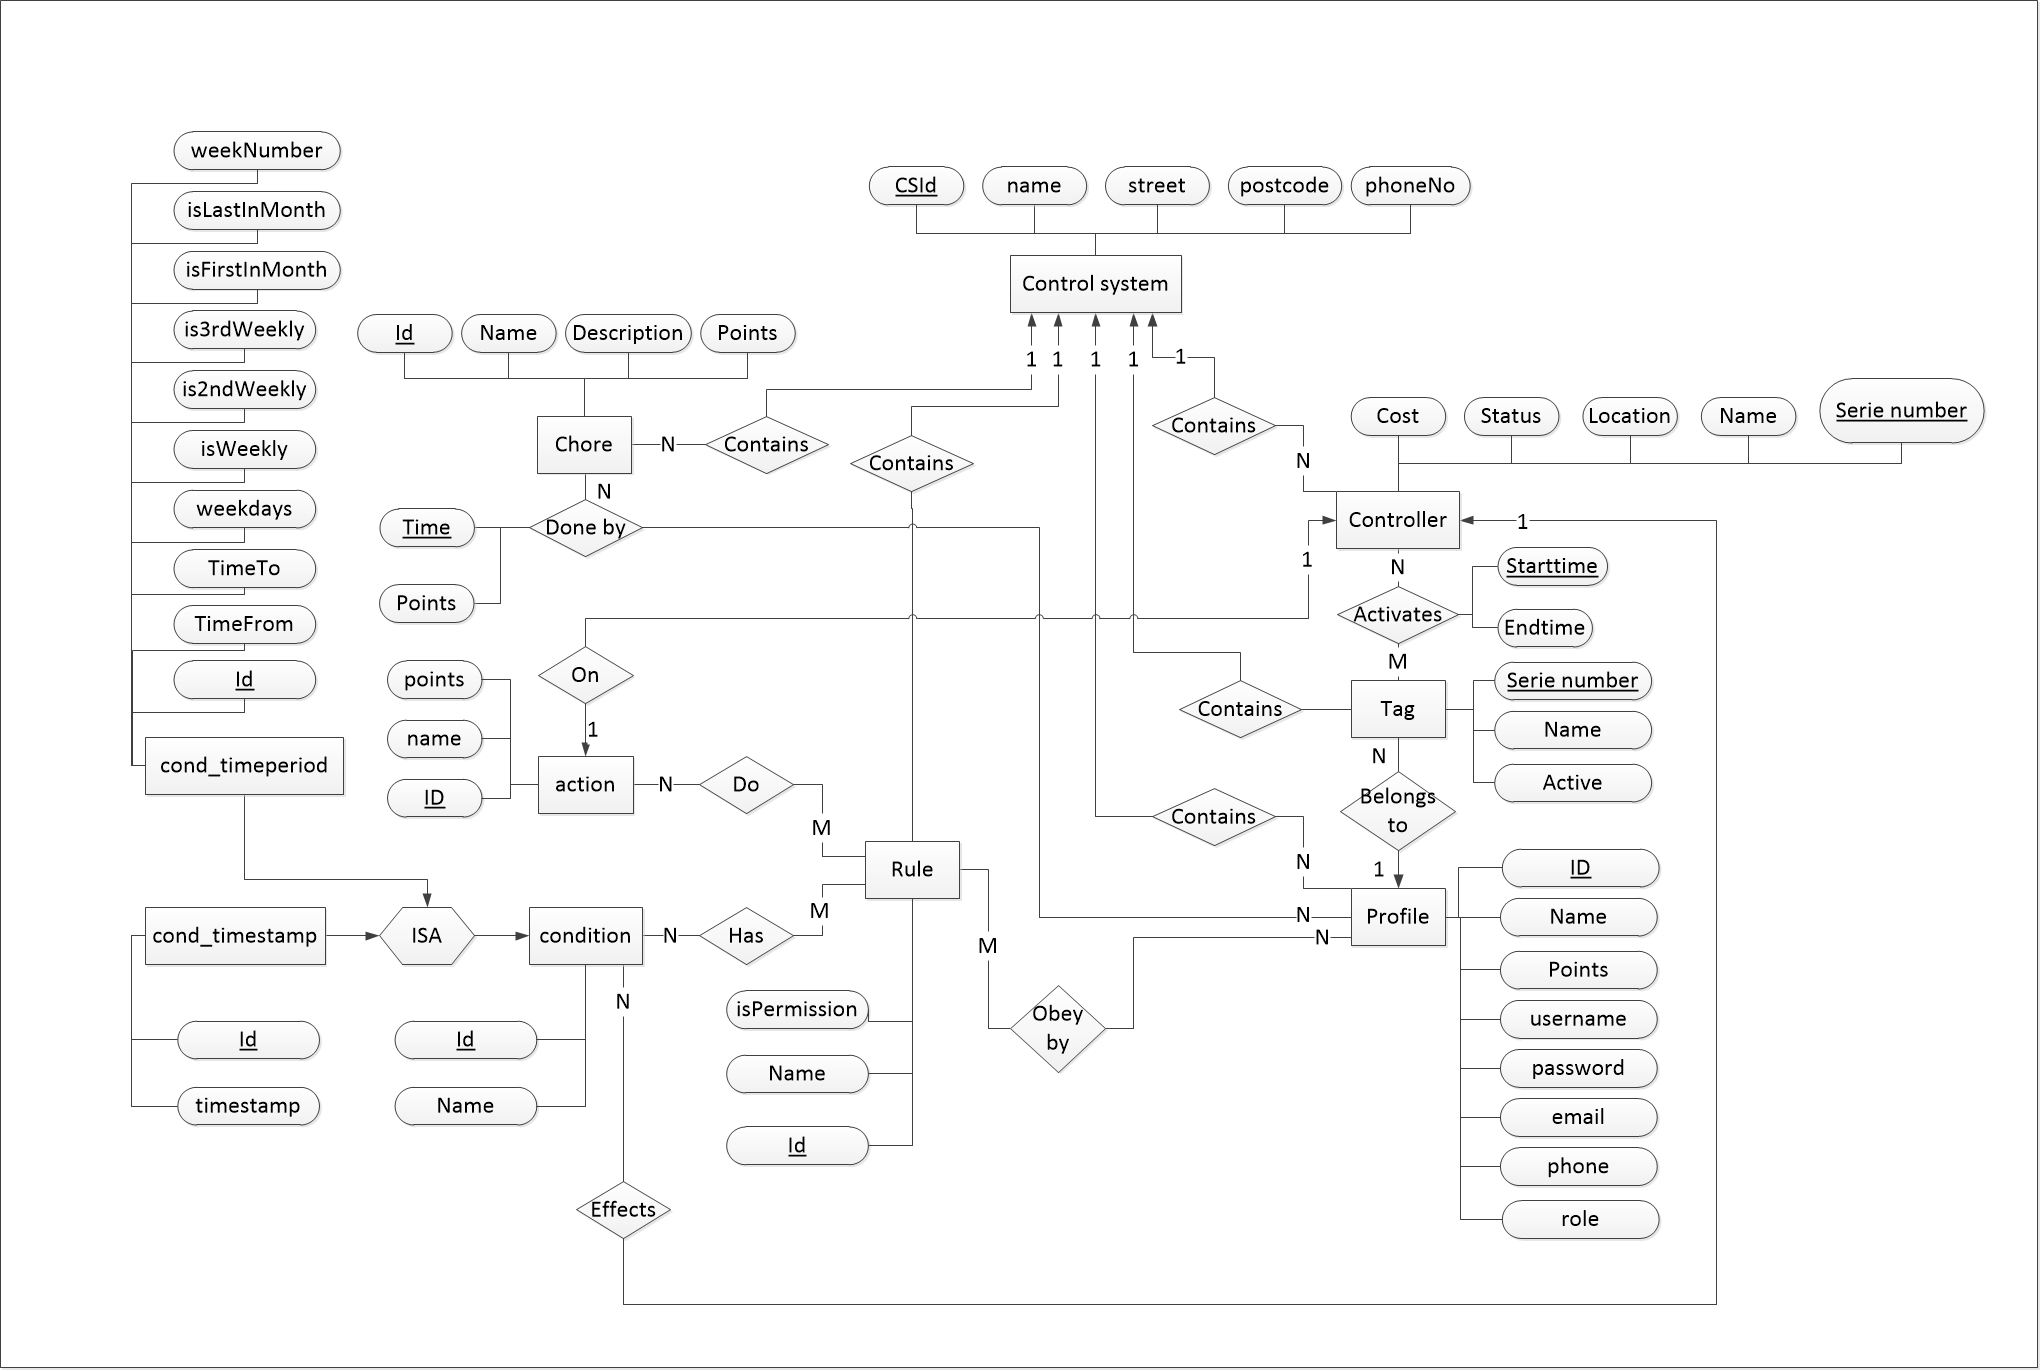 weekNumber
isLastInMonth
isFirstInMonth
is3rdWeekly
is2ndWeekly
isWeekly
weekdays
TimeTo
TimeFrom
Id
cond_timeperiod
cond_timestamp
Id
timestamp
ISA
condition
Id
Name
N
Effects
N
Has
M
Id
Name
Description
Points
Chore
N
Contains
1
N
Done by
Time
Points
On
1
1
points
name
ID
action
N
Do
M
CSId
name
street
postcode
phoneNo
Control system
1
1
1
1
Contains
Contains
N
Cost
Status
Location
Name
Serie number
Controller
1
N
Activates
Starttime
Endtime
M
Contains
Tag
Serie number
Name
Active
N
Belongs
to
1
Contains
N
Rule
isPermission
Name
Id
M
Obey
by
N
N
Profile
ID
Name
Points
username
password
email
phone
role